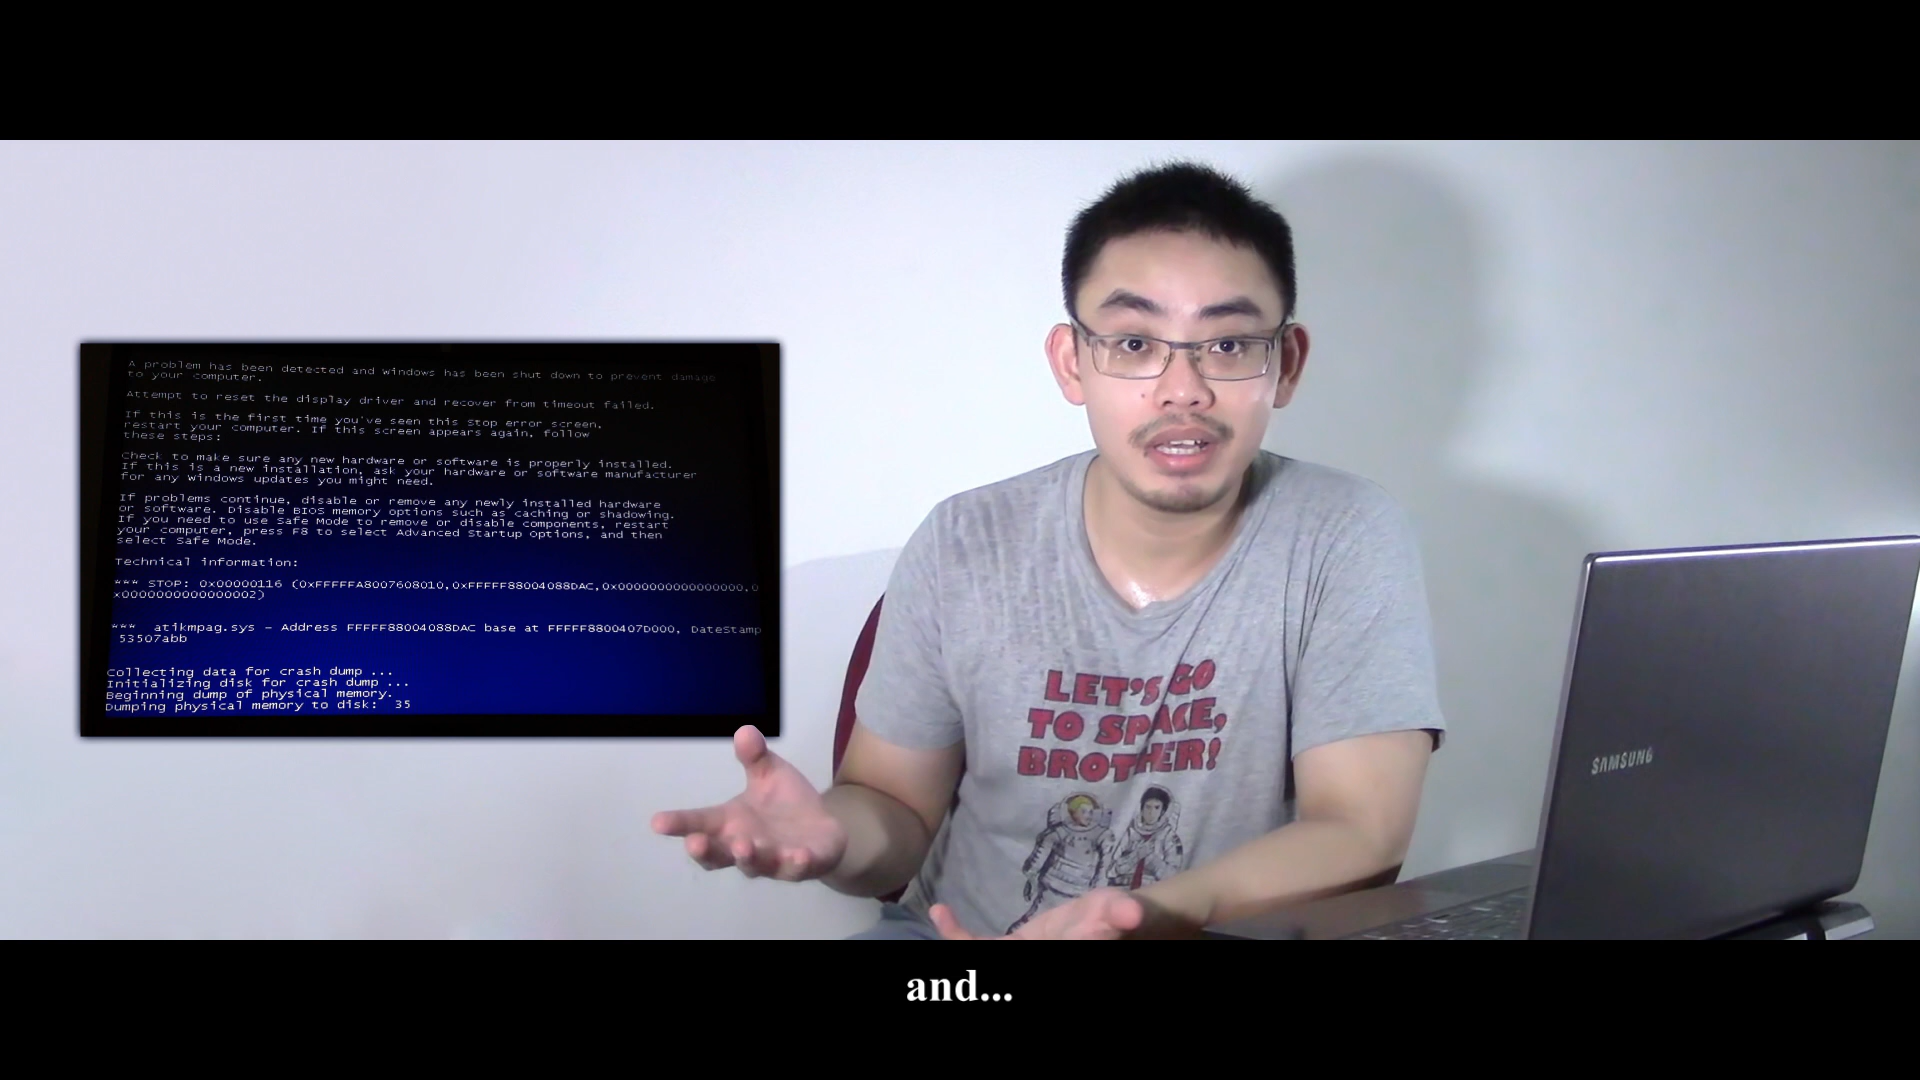 A problem has been detected and Windows has been shut down to prevent damage
to your computer.
Attempt to reset the display driver and recover from timeout failed.
If this is the first time you've seen this Stop error screen,
restart your computer. If this screen appears again, follow
these steps:
Check to make sure any new hardware or software is properly installed.
If this is a new installation, ask your hardware or software manufacturer
for any Windows updates you might need.
If problems continue, disable or remove any newly installed hardware
or software. Disable BIOS memory options such as caching or shadowing.
If you need to use Safe Mode to remove or disable components, restart
your computer, press F8 to select Advanced Startup Options, and then
select Safe Mode.
Technical information:
*** STOP: 0x00000116 (0xFFFFFA8007608010,0xFFFFF88004088DAC,0x0000000000000000,0
x0000000000000002)
*** atikmpag.sys - Address FFFFF88004088DAC base at FFFFF8800407D000, DateStamp
53507abb
Collecting data for crash dump ...
Initializing disk for crash dump ...
Beginning dump of physical memory.
Dumping physical memory to disk: 35
LET'S GO
TO SPACE,
BROTHER!
SAMSUNG
and...